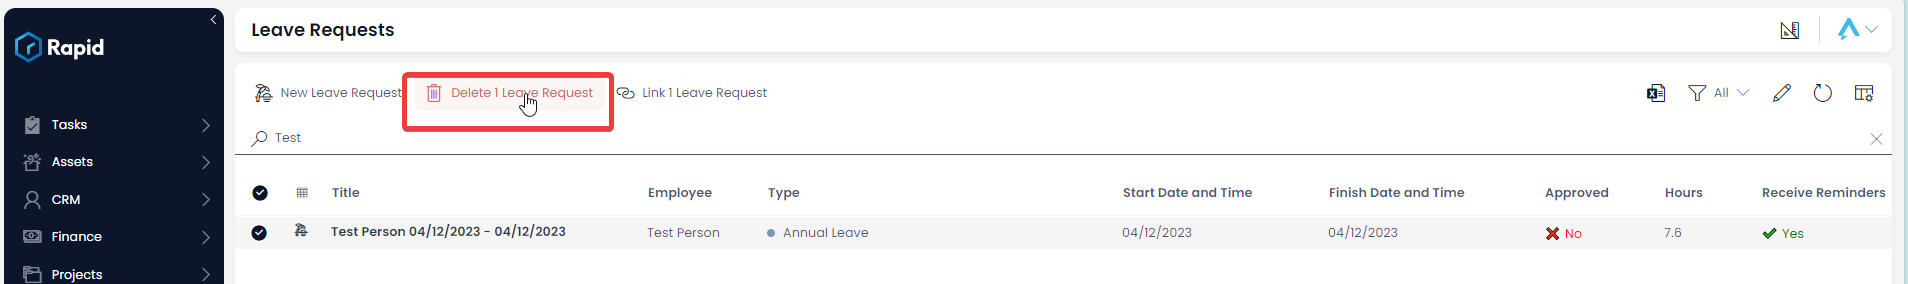 Rapid
Leave Requests
New Leave Request Delete 1 Leave Request Link 1 Leave Request All
Test
Tasks
Assets
CRM
Finance
Projects
Title Employee Type Start Date and Time Finish Date and Time Approved Hours Receive Reminders
Test Person 04/12/2023 - 04/12/2023 Test Person Annual Leave 04/12/2023 04/12/2023 No 7.6 Yes